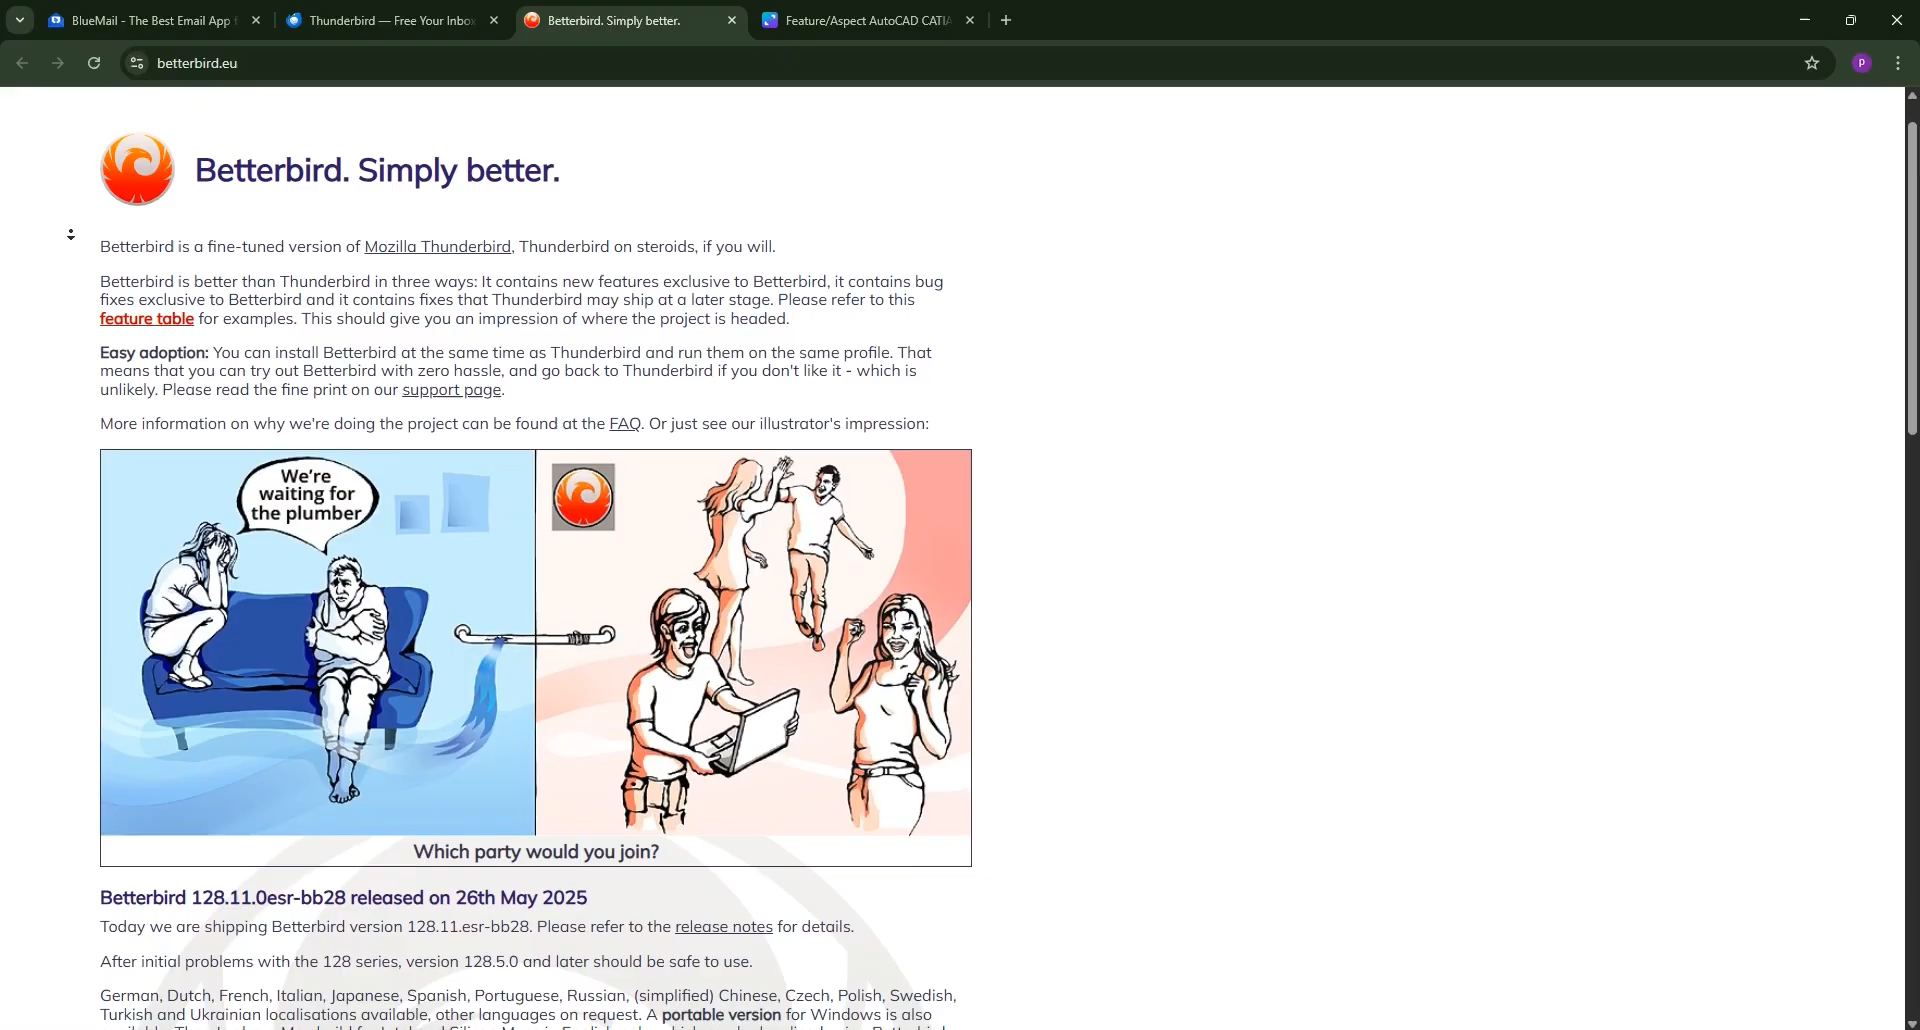 BlueMail - The Best Email App f
Thunderbird — Free Your Inbox
Betterbird. Simply better.
Feature/Aspect AutoCAD CATIA
betterbird.eu
P
Betterbird. Simply better.
Betterbird is a fine-tuned version of Mozilla Thunderbird, Thunderbird on steroids, if you will.
Betterbird is better than Thunderbird in three ways: It contains new features exclusive to Betterbird, it contains bug
fixes exclusive to Betterbird and it contains fixes that Thunderbird may ship at a later stage. Please refer to this
feature table for examples. This should give you an impression of where the project is headed.
Easy adoption: You can install Betterbird at the same time as Thunderbird and run them on the same profile. That
means that you can try out Betterbird with zero hassle, and go back to Thunderbird if you don't like it - which is
unlikely. Please read the fine print on our support page.
More information on why we're doing the project can be found at the FAQ. Or just see our illustrator's impression:
We're
waiting for
the plumber
Which party would you join?
Betterbird 128.11.0esr-bb28 released on 26th May 2025
Today we are shipping Betterbird version 128.11.esr-bb28. Please refer to the release notes for details.
After initial problems with the 128 series, version 128.5.0 and later should be safe to use.
German, Dutch, French, Italian, Japanese, Spanish, Portuguese, Russian, (simplified) Chinese, Czech, Polish, Swedish,
Turkish and Ukrainian localisations available, other languages on request. A portable version for Windows is also